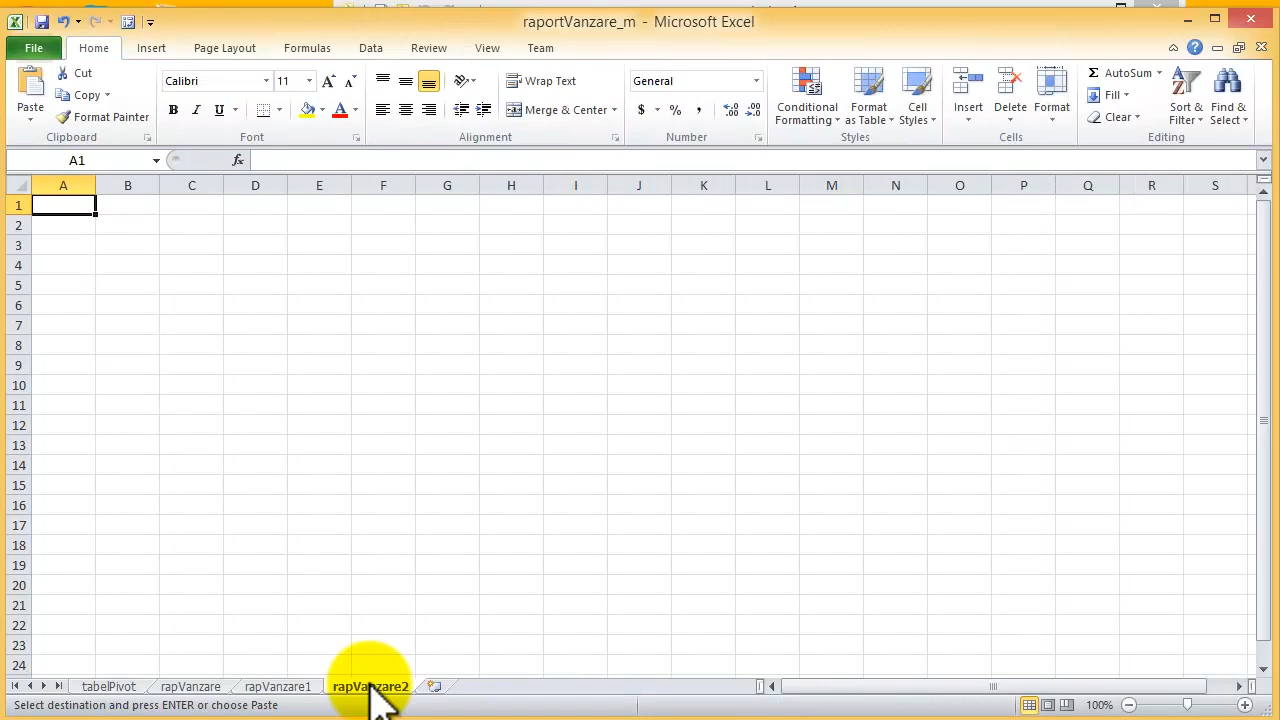 raportVanzare_m - Microsoft Excel
File Home Insert Page Layout Formulas Data Review View Team
Paste Cut Calibri 11 Wrap Text General Conditional Formatting Format as Table Cell Styles Insert Delete Format AutoSum Sort & Filter Find & Select
Copy Fill
Format Painter B I U Merge & Center $ % , Clear
Clipboard Font Alignment Number Styles Cells Editing
A1 fx
A B C D E F G H I J K L M N O P Q R S
1
2
3
4
5
6
7
8
9
10
11
12
13
14
15
16
17
18
19
20
21
22
23
24
tabelPivot rapVanzare rapVanzare1 rapVanzare2
Select destination and press ENTER or choose Paste 100%